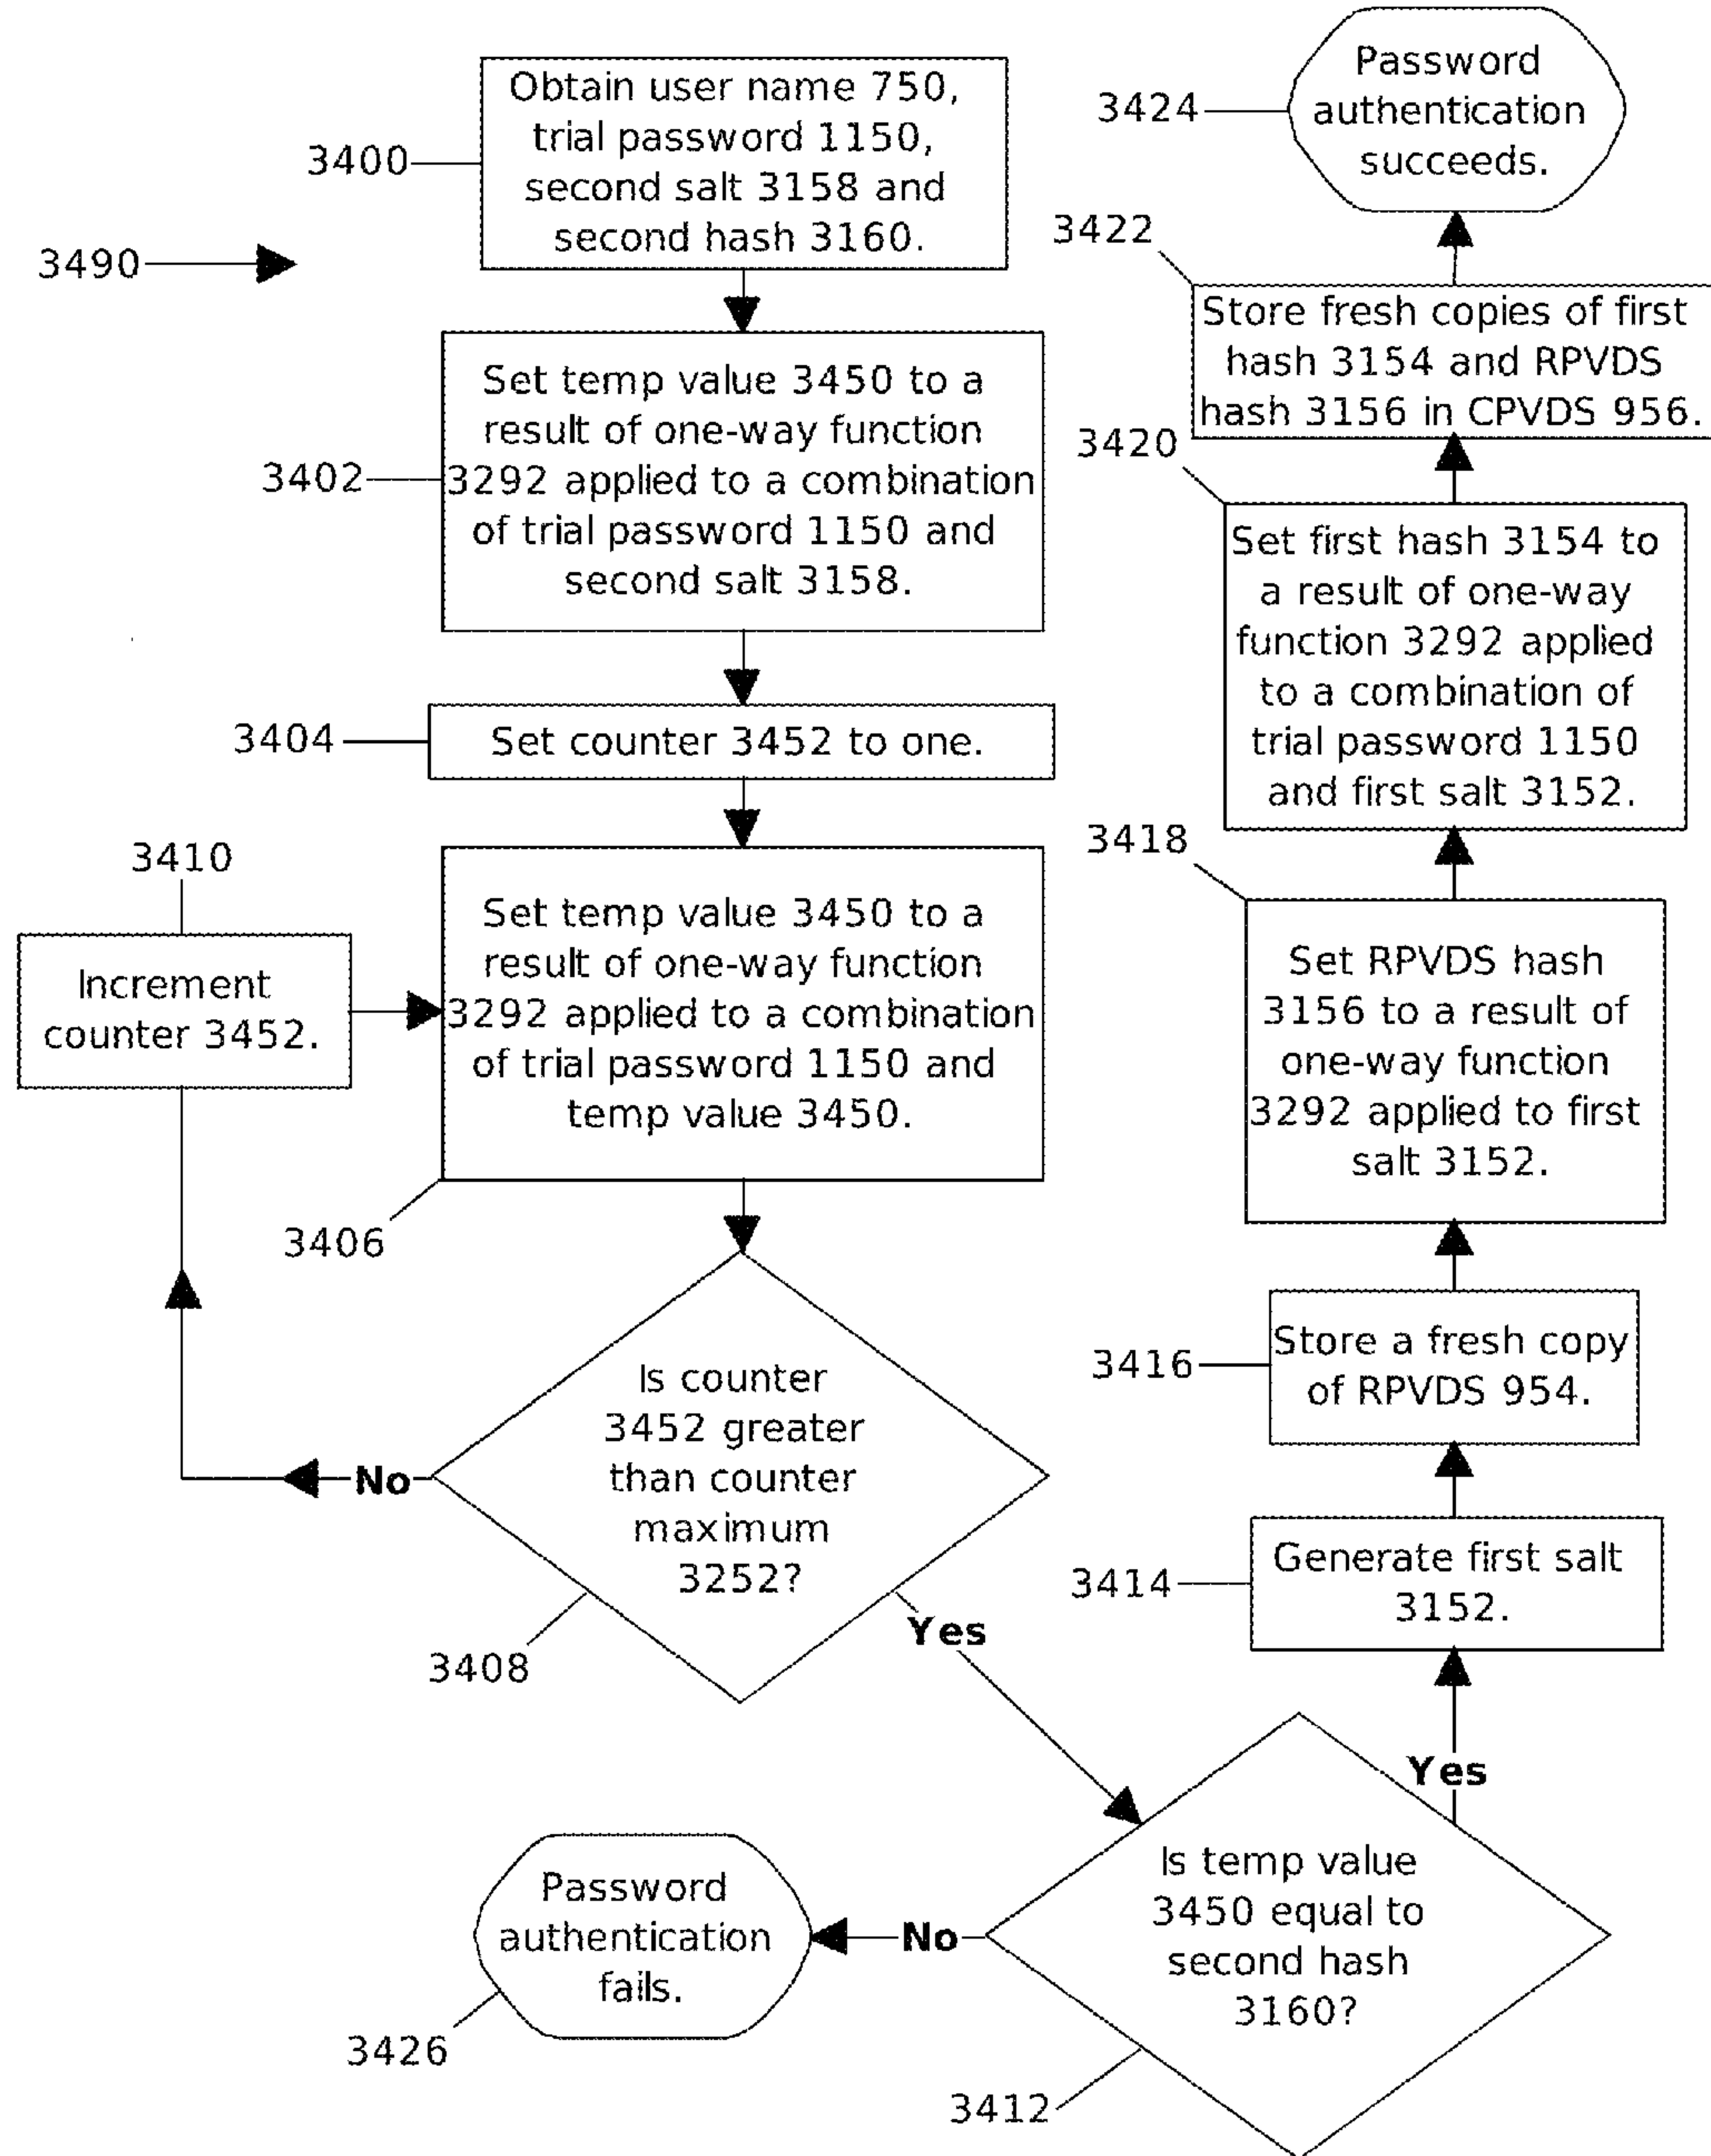 3400
Obtain user name 750,
trial password 1150,
second salt 3158 and
second hash 3160.
3490
3402
Set temp value 3450 to a
result of one-way function
3292 applied to a combination
of trial password 1150 and
second salt 3158.
3404
Set counter 3452 to one.
3410
Increment
counter 3452.
Set temp value 3450 to a
result of one-way function
3292 applied to a combination
of trial password 1150 and
temp value 3450.
3406
Is counter
3452 greater
than counter
maximum
3252?
No
Yes
3408
Is temp value
3450 equal to
second hash
3160?
No
Yes
3412
Password
authentication
fails.
3426
3414
Generate first salt
3152.
3416
Store a fresh copy
of RPVDS 954.
3418
Set RPVDS hash
3156 to a result of
one-way function
3292 applied to first
salt 3152.
3420
Set first hash 3154 to
a result of one-way
function 3292 applied
to a combination of
trial password 1150
and first salt 3152.
3422
Store fresh copies of first
hash 3154 and RPVDS
hash 3156 in CPVDS 956.
3424
Password
authentication
succeeds.